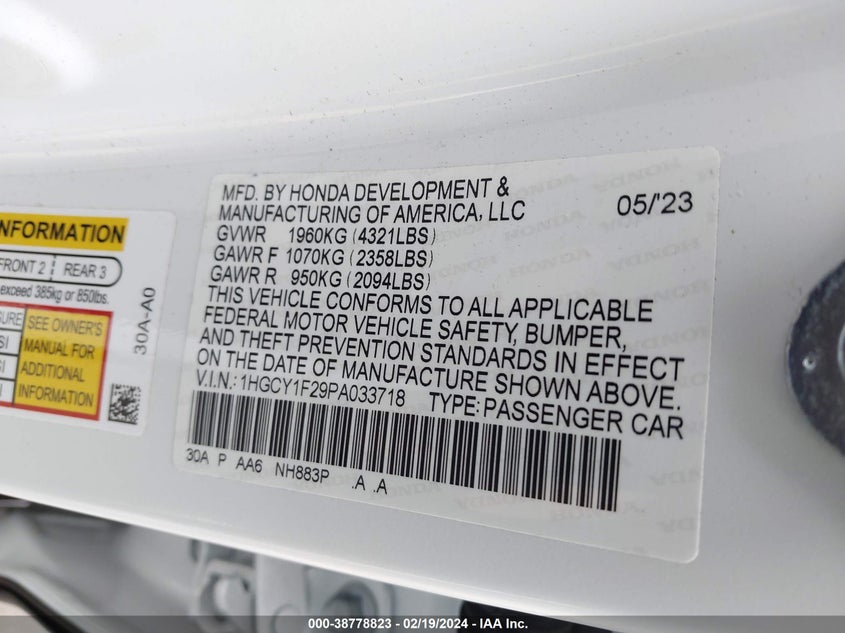 MFD. BY HONDA DEVELOPMENT &
MANUFACTURING OF AMERICA, LLC 05/'23
GVWR 1960KG (4321LBS)
GAWR F 1070KG (2358LBS)
GAWR R 950KG (2094LBS)
THIS VEHICLE CONFORMS TO ALL APPLICABLE
FEDERAL MOTOR VEHICLE SAFETY, BUMPER,
AND THEFT PREVENTION STANDARDS IN EFFECT
ON THE DATE OF MANUFACTURE SHOWN ABOVE.
V.I.N.: 1HGCY1F29PA033718 TYPE: PASSENGER CAR
30A P AA6 NH883P .A .A
NFORMATION
FRONT 2 REAR 3
exceed 385kg or 850lbs.
SEE OWNER'S
MANUAL FOR
ADDITIONAL
INFORMATION
30A-A0
HONDA
000-38778823 / 02/19/2024 - IAA Inc.